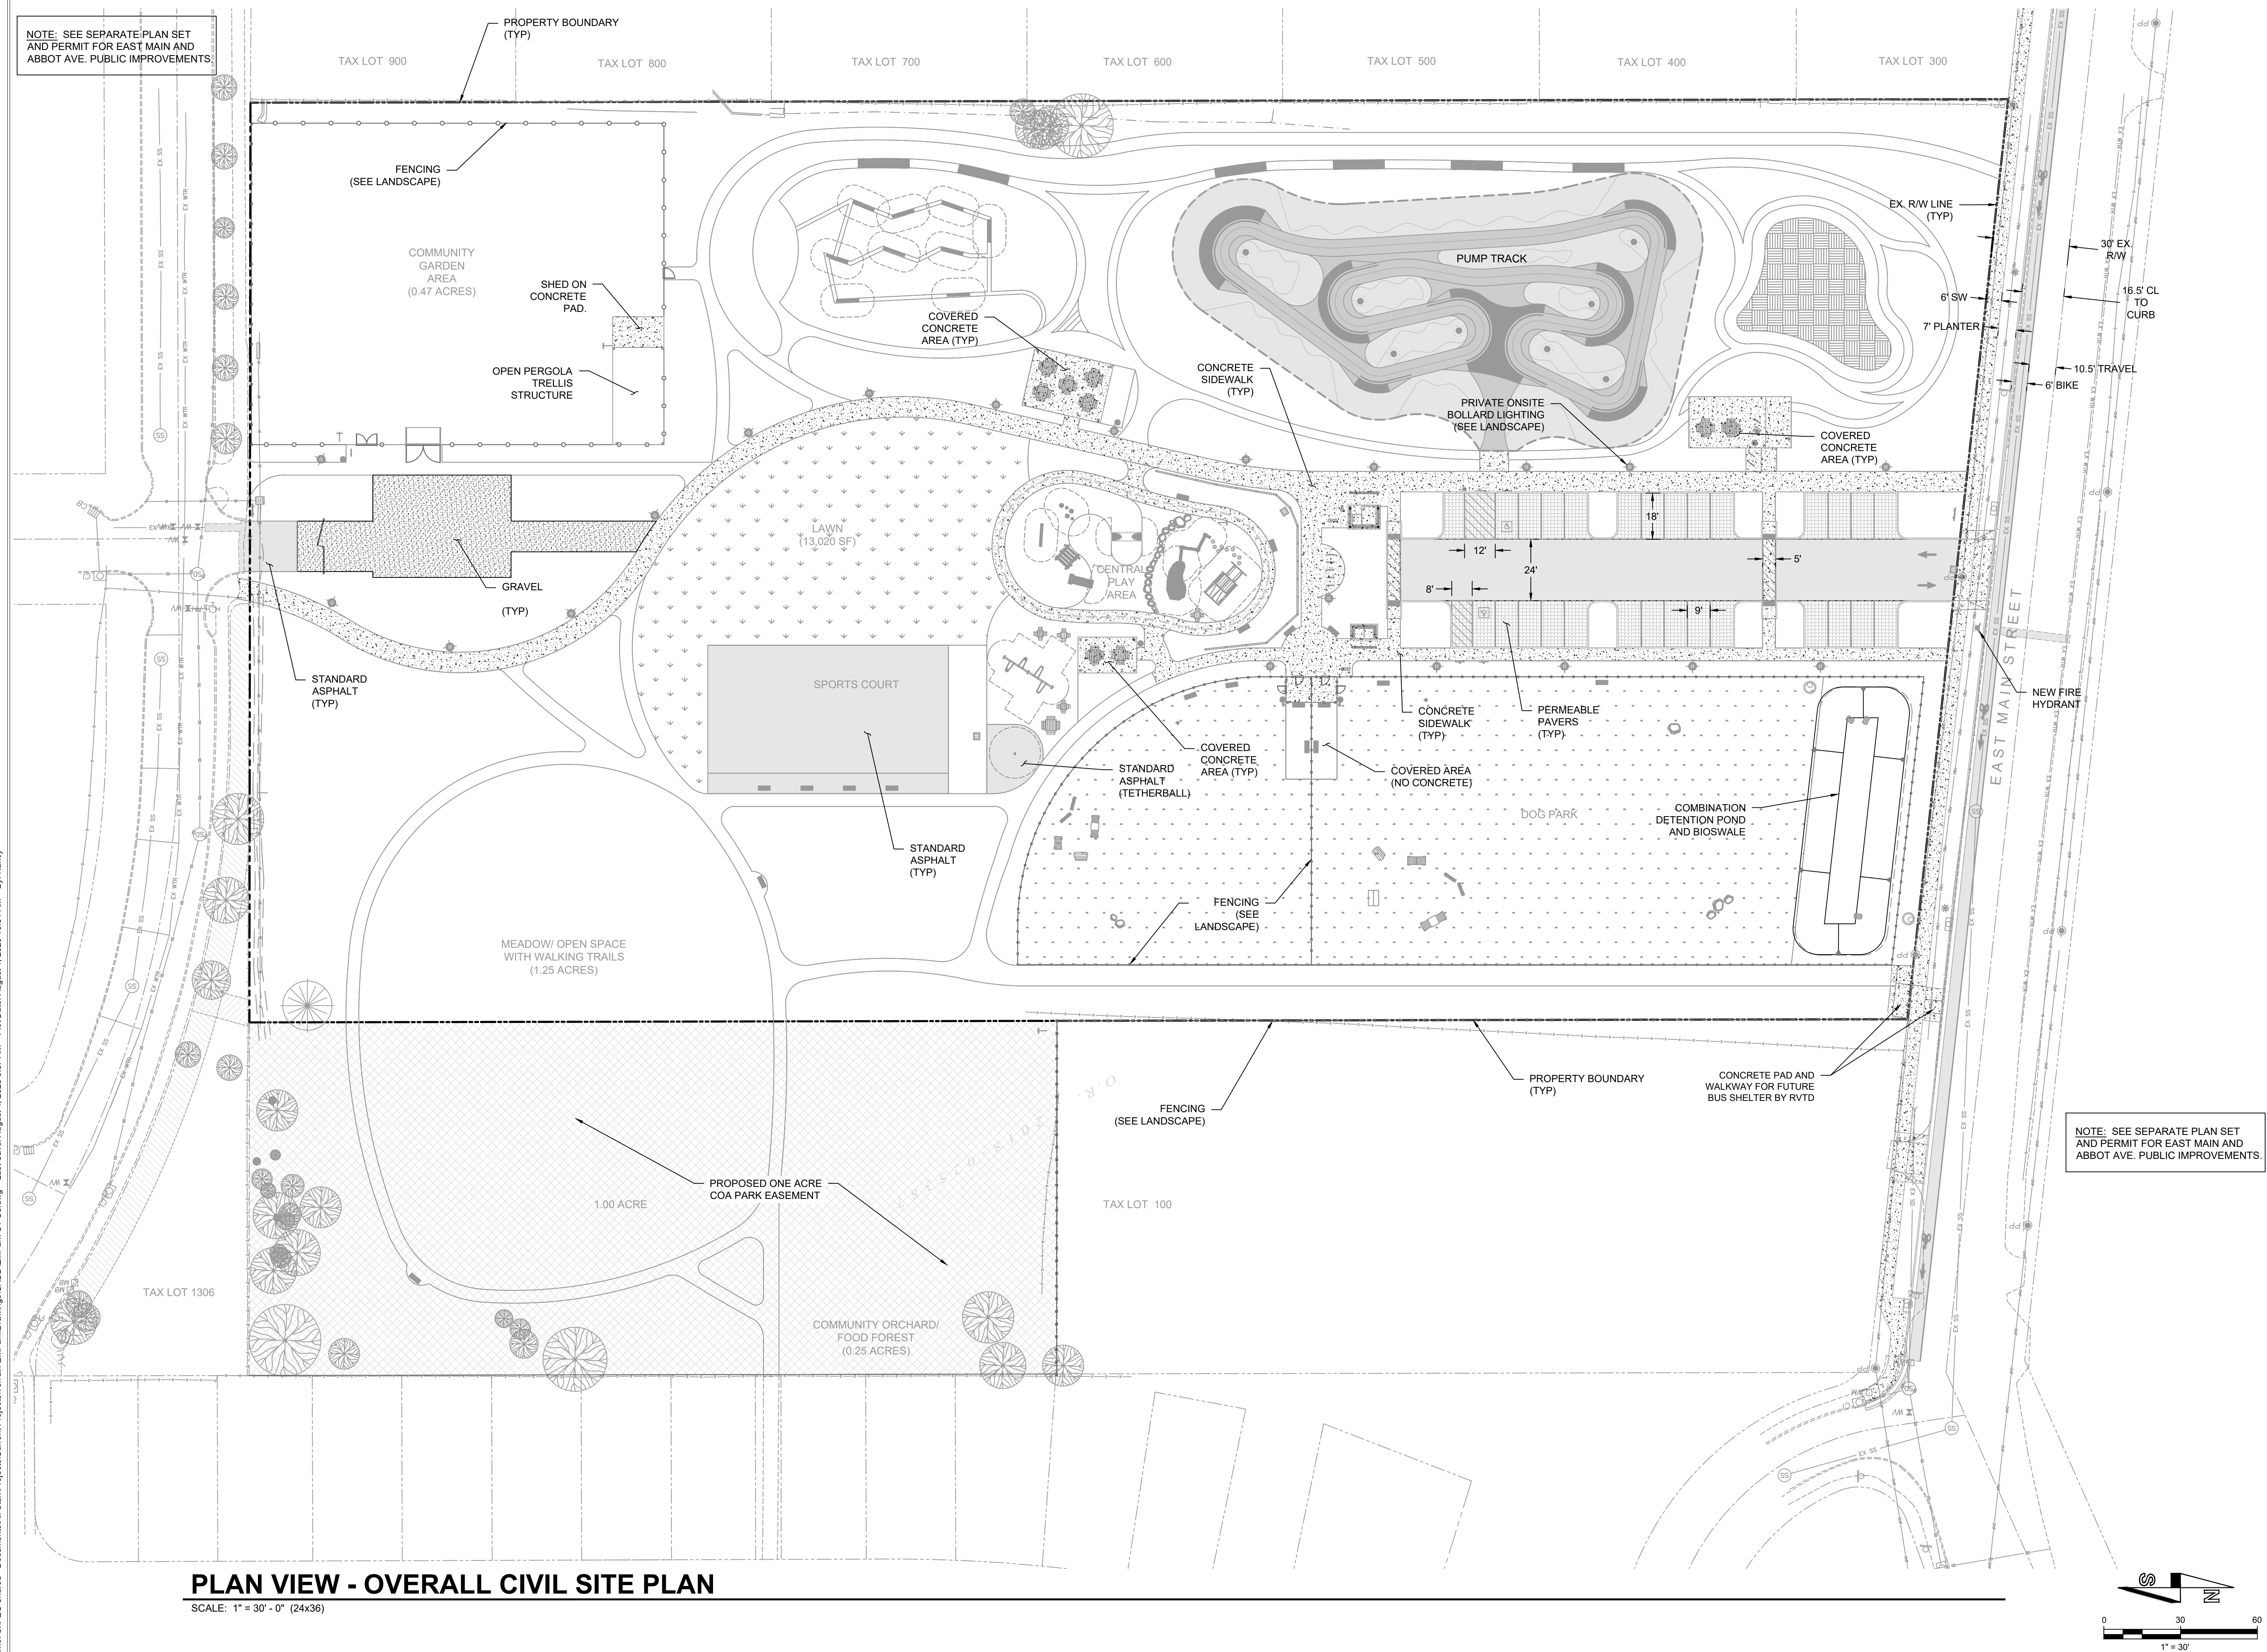 NOTE: SEE SEPARATE PLAN SET
AND PERMIT FOR EAST MAIN AND
ABBOT AVE. PUBLIC IMPROVEMENTS.
PROPERTY BOUNDARY
(TYP)
TAX LOT 900
TAX LOT 800
TAX LOT 700
TAX LOT 600
TAX LOT 500
TAX LOT 400
TAX LOT 300
FENCING
(SEE LANDSCAPE)
COMMUNITY
GARDEN
AREA
(0.47 ACRES)
SHED ON
CONCRETE
PAD.
OPEN PERGOLA
TRELLIS
STRUCTURE
COVERED
CONCRETE
AREA (TYP)
PUMP TRACK
CONCRETE
SIDEWALK
(TYP)
PRIVATE ONSITE
BOLLARD LIGHTING
(SEE LANDSCAPE)
COVERED
CONCRETE
AREA (TYP)
EX. R/W LINE
(TYP)
30' EX.
R/W
6' SW
16.5' CL
TO
CURB
7' PLANTER
10.5' TRAVEL
6' BIKE
GRAVEL
(TYP)
LAWN
(13,020 SF)
CENTRAL
PLAY
AREA
18'
12'
24'
5'
8'
9'
STANDARD
ASPHALT
(TYP)
SPORTS COURT
EAST MAIN STREET
NEW FIRE
HYDRANT
CONCRETE
SIDEWALK
(TYP)
PERMEABLE
PAVERS
(TYP)
COVERED
CONCRETE
AREA (TYP)
STANDARD
ASPHALT
(TETHERBALL)
COVERED AREA
(NO CONCRETE)
DOG PARK
COMBINATION
DETENTION POND
AND BIOSWALE
STANDARD
ASPHALT
(TYP)
FENCING
(SEE
LANDSCAPE)
MEADOW/ OPEN SPACE
WITH WALKING TRAILS
(1.25 ACRES)
PROPERTY BOUNDARY
(TYP)
CONCRETE PAD AND
WALKWAY FOR FUTURE
BUS SHELTER BY RVTD
FENCING
(SEE LANDSCAPE)
NOTE: SEE SEPARATE PLAN SET
AND PERMIT FOR EAST MAIN AND
ABBOT AVE. PUBLIC IMPROVEMENTS.
PROPOSED ONE ACRE
COA PARK EASEMENT
1.00 ACRE
TAX LOT 100
TAX LOT 1306
COMMUNITY ORCHARD/
FOOD FOREST
(0.25 ACRES)
PLAN VIEW - OVERALL CIVIL SITE PLAN
SCALE: 1" = 30' - 0" (24x36)
S
N
0 30 60
1" = 30'